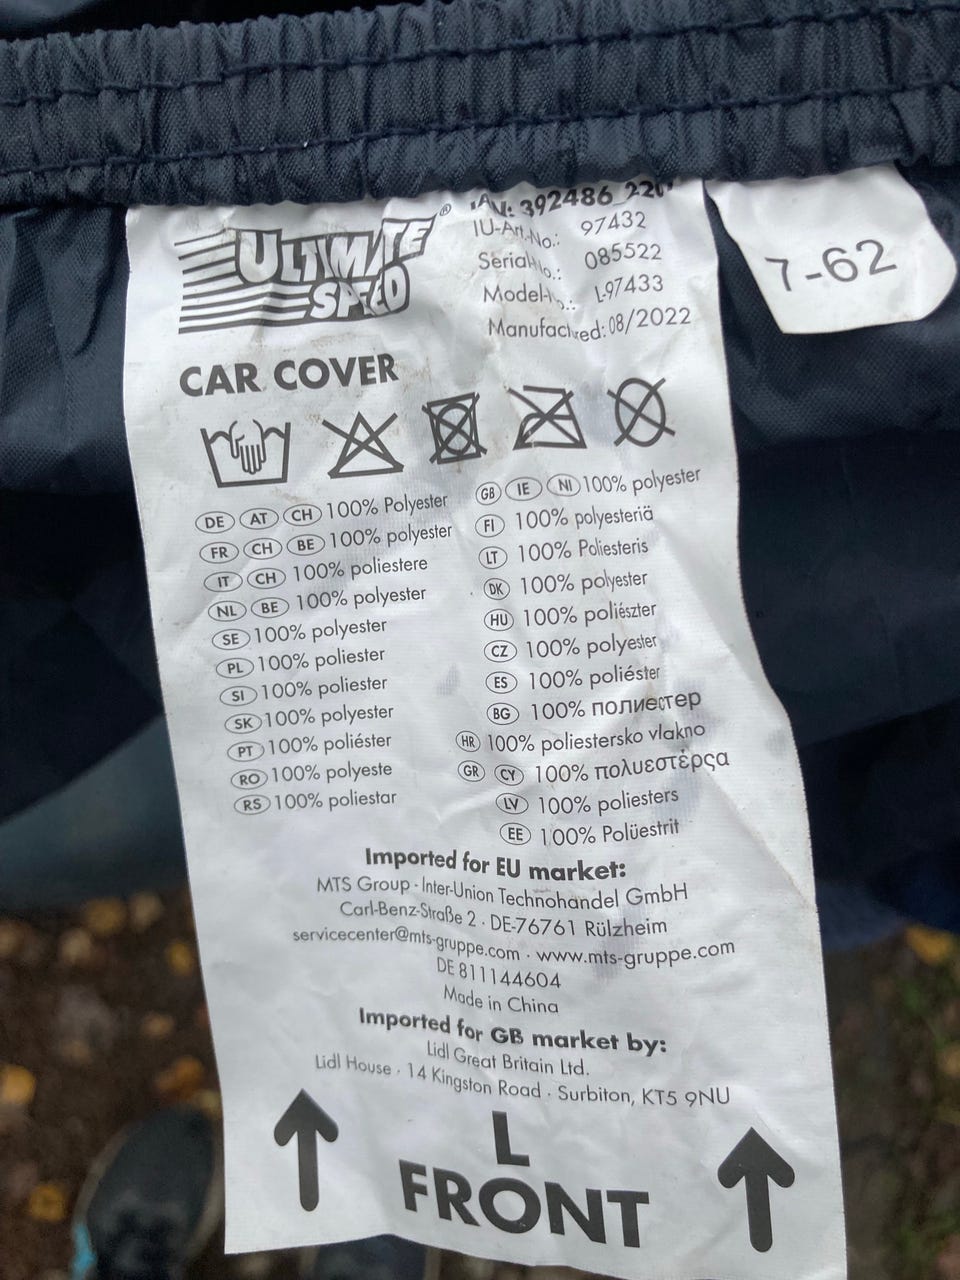 ULTIMATE SPEED®
IAN: 392486_220
IU-Art.-No.: 97432
Serial-No.: 085522
Model-No.: L-97433
Manufactured: 08/2022
7-62
CAR COVER
DE AT CH 100% Polyester
FR CH BE 100% polyester
IT CH 100% poliestere
NL BE 100% polyester
SE 100% polyester
PL 100% poliester
SI 100% poliester
SK 100% polyester
PT 100% poliéster
RO 100% polyeste
RS 100% poliestar
GB IE NI 100% polyester
FI 100% polyesteriä
LT 100% Poliesteris
DK 100% polyester
HU 100% poliészter
CZ 100% polyester
ES 100% poliéster
BG 100% полиестер
HR 100% poliestersko vlakno
GR CY 100% πολυεστέρςα
LV 100% poliesters
EE 100% Polüestrit
Imported for EU market:
MTS Group - Inter-Union Technohandel GmbH
Carl-Benz-Straße 2 · DE-76761 Rülzheim
servicecenter@mts-gruppe.com · www.mts-gruppe.com
DE 811144604
Made in China
Imported for GB market by:
Lidl Great Britain Ltd.
Lidl House · 14 Kingston Road · Surbiton, KT5 9NU
L
FRONT